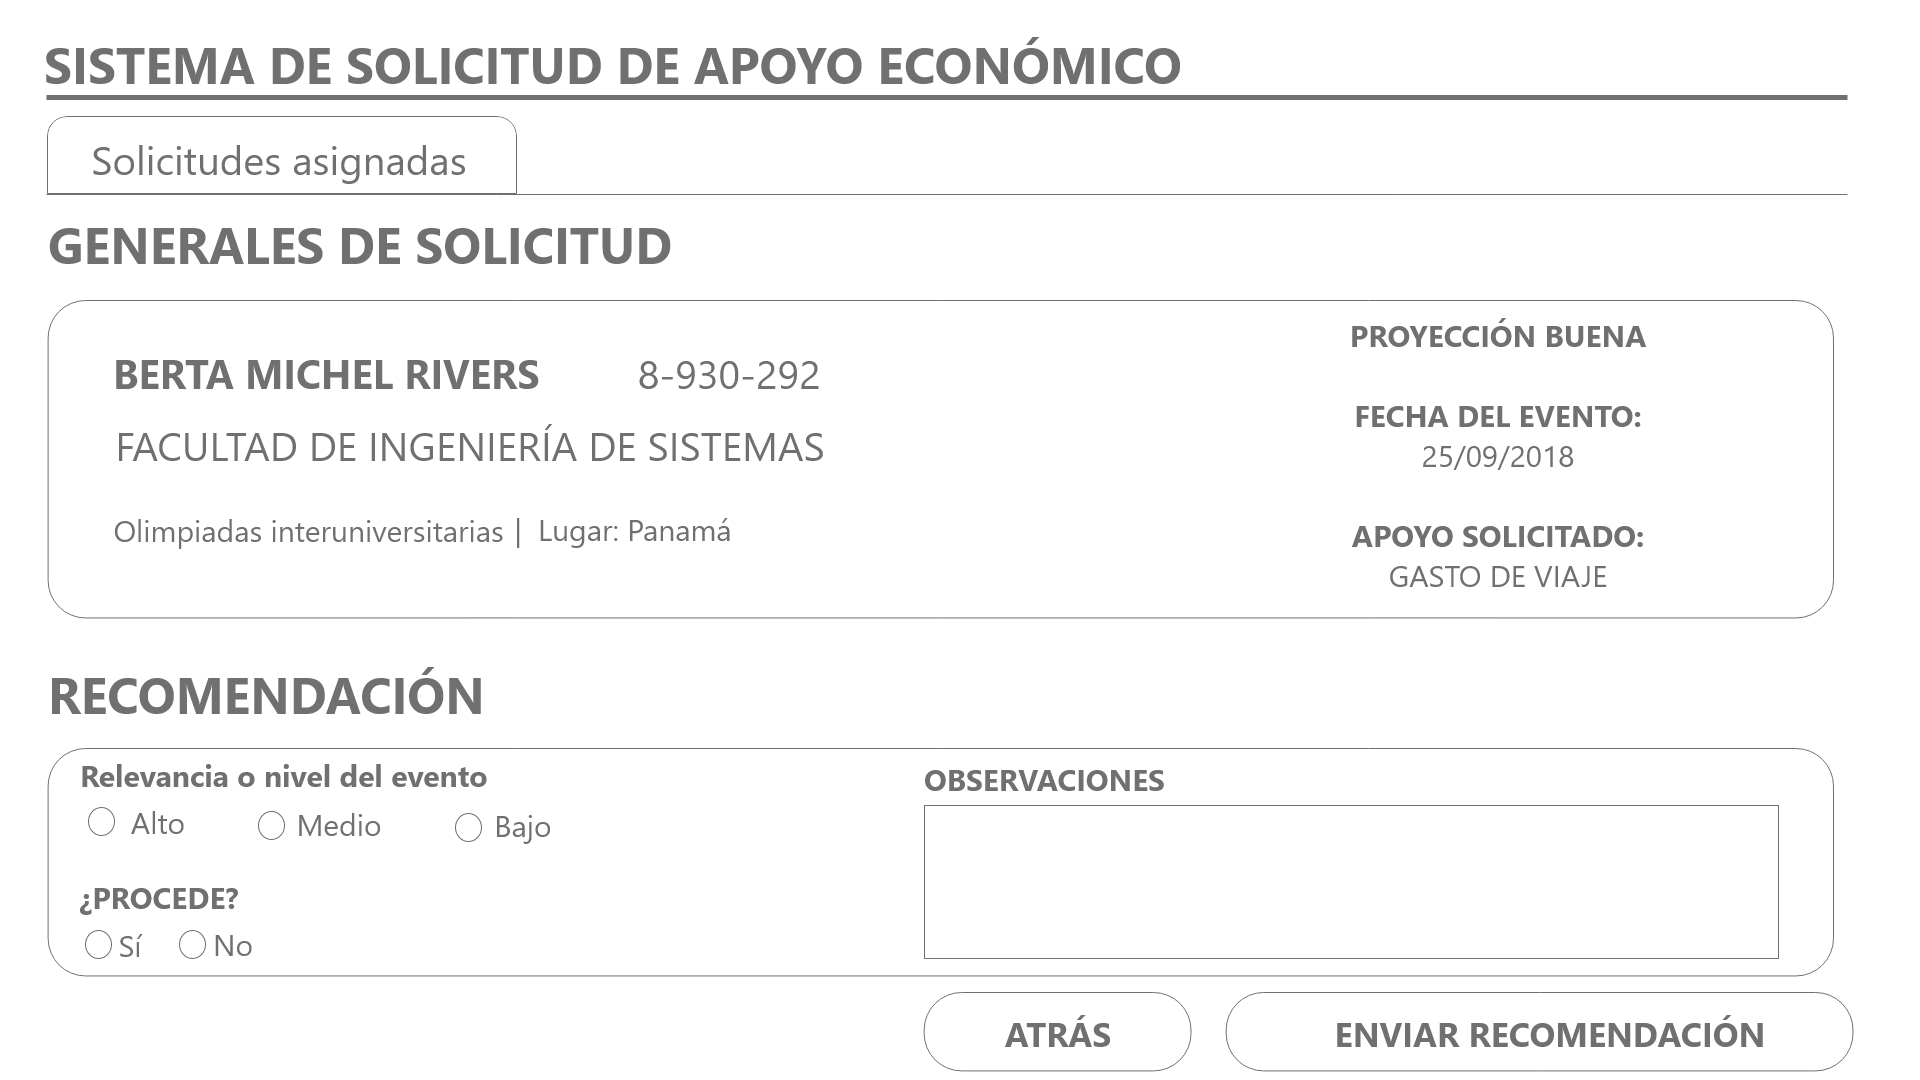 SISTEMA DE SOLICITUD DE APOYO ECONÓMICO
Solicitudes asignadas
GENERALES DE SOLICITUD
BERTA MICHEL RIVERS 8-930-292
FACULTAD DE INGENIERÍA DE SISTEMAS
Olimpiadas interuniversitarias | Lugar: Panamá
PROYECCIÓN BUENA
FECHA DEL EVENTO:
25/09/2018
APOYO SOLICITADO:
GASTO DE VIAJE
RECOMENDACIÓN
Relevancia o nivel del evento
Alto Medio Bajo
¿PROCEDE?
Sí No
OBSERVACIONES
ATRÁS
ENVIAR RECOMENDACIÓN